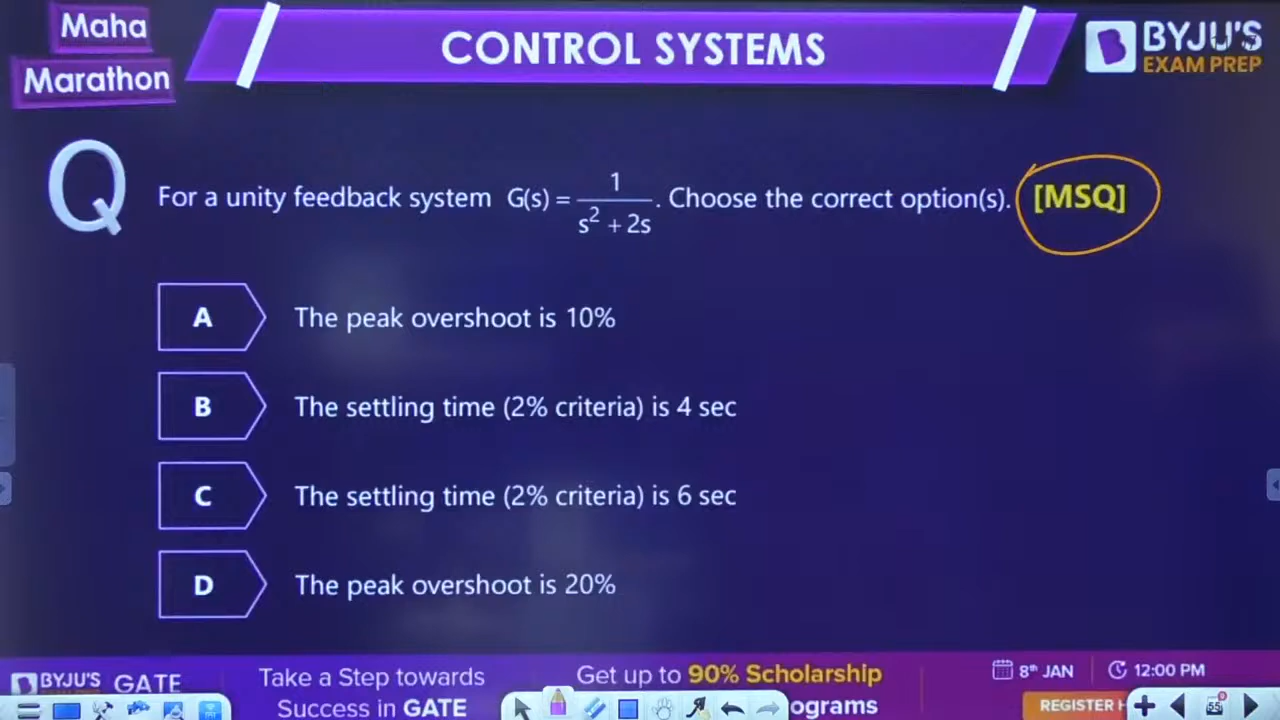 Maha
Marathon
CONTROL SYSTEMS
BYJU'S
EXAM PREP
Q
For a unity feedback system G(s) = 1/(s² + 2s). Choose the correct option(s). [MSQ]
A The peak overshoot is 10%
B The settling time (2% criteria) is 4 sec
C The settling time (2% criteria) is 6 sec
D The peak overshoot is 20%
BYJU'S GATE
Take a Step towards
Success in GATE
Get up to 90% Scholarship
ograms
8th JAN
12:00 PM
REGISTER
55